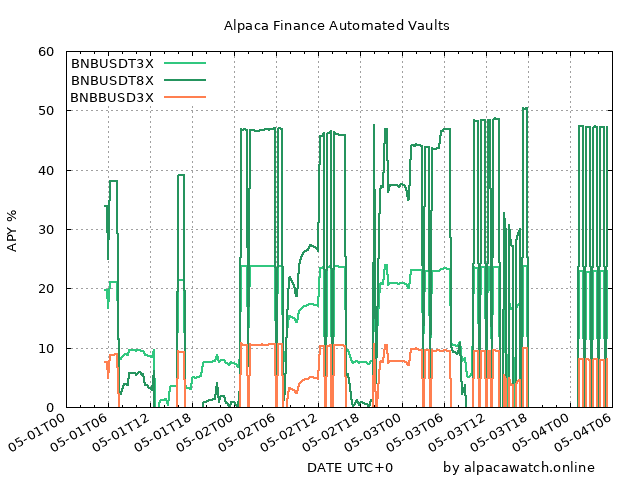 Alpaca Finance Automated Vaults
60
50
40
30
20
10
0
APY %
BNBUSDT3X
BNBUSDT8X
BNBBUSD3X
05-01T00
05-01T06
05-01T12
05-01T18
05-02T00
05-02T06
05-02T12
05-02T18
05-03T00
05-03T06
05-03T12
05-03T18
05-04T00
05-04T06
DATE UTC+0
by alpacawatch.online